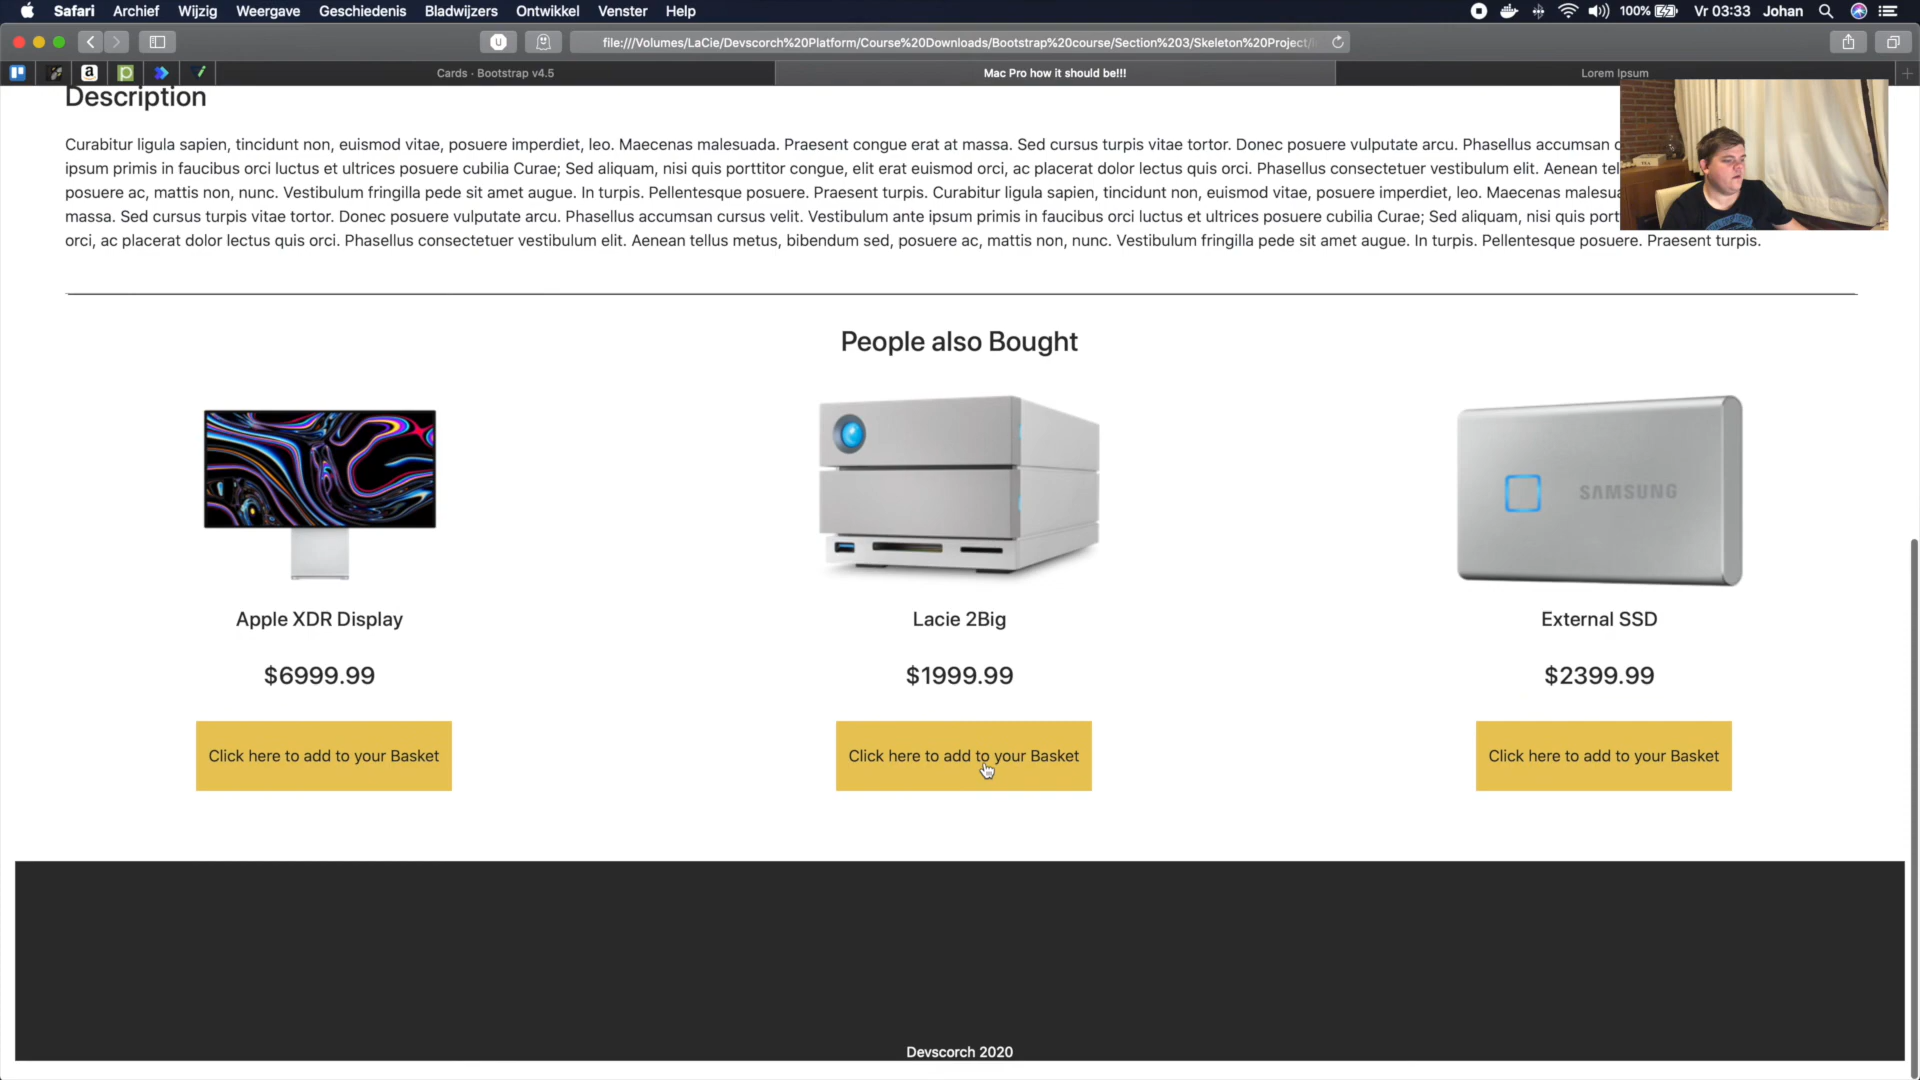 Safari Archief Wijzig Weergave Geschiedenis Bladwijzers Ontwikkel Venster Help 100% Vr 03:33 Johan
file:///Volumes/LaCie/Devscorch%20Platform/Course%20Downloads/Bootstrap%20course/Section%203/Skeleton%20Project/
Cards · Bootstrap v4.5 Mac Pro how it should be!!! Lorem Ipsum
Description
Curabitur ligula sapien, tincidunt non, euismod vitae, posuere imperdiet, leo. Maecenas malesuada. Praesent congue erat at massa. Sed cursus turpis vitae tortor. Donec posuere vulputate arcu. Phasellus accumsan
ipsum primis in faucibus orci luctus et ultrices posuere cubilia Curae; Sed aliquam, nisi quis porttitor congue, elit erat euismod orci, ac placerat dolor lectus quis orci. Phasellus consectetuer vestibulum elit. Aenean
posuere ac, mattis non, nunc. Vestibulum fringilla pede sit amet augue. In turpis. Pellentesque posuere. Praesent turpis. Curabitur ligula sapien, tincidunt non, euismod vitae, posuere imperdiet, leo. Maecenas
massa. Sed cursus turpis vitae tortor. Donec posuere vulputate arcu. Phasellus accumsan cursus velit. Vestibulum ante ipsum primis in faucibus orci luctus et ultrices posuere cubilia Curae; Sed aliquam, nisi quis
orci, ac placerat dolor lectus quis orci. Phasellus consectetuer vestibulum elit. Aenean tellus metus, bibendum sed, posuere ac, mattis non, nunc. Vestibulum fringilla pede sit amet augue. In turpis. Pellentesque posuere. Praesent turpis.
People also Bought
SAMSUNG
Apple XDR Display Lacie 2Big External SSD
$6999.99 $1999.99 $2399.99
Click here to add to your Basket Click here to add to your Basket Click here to add to your Basket
Devscorch 2020